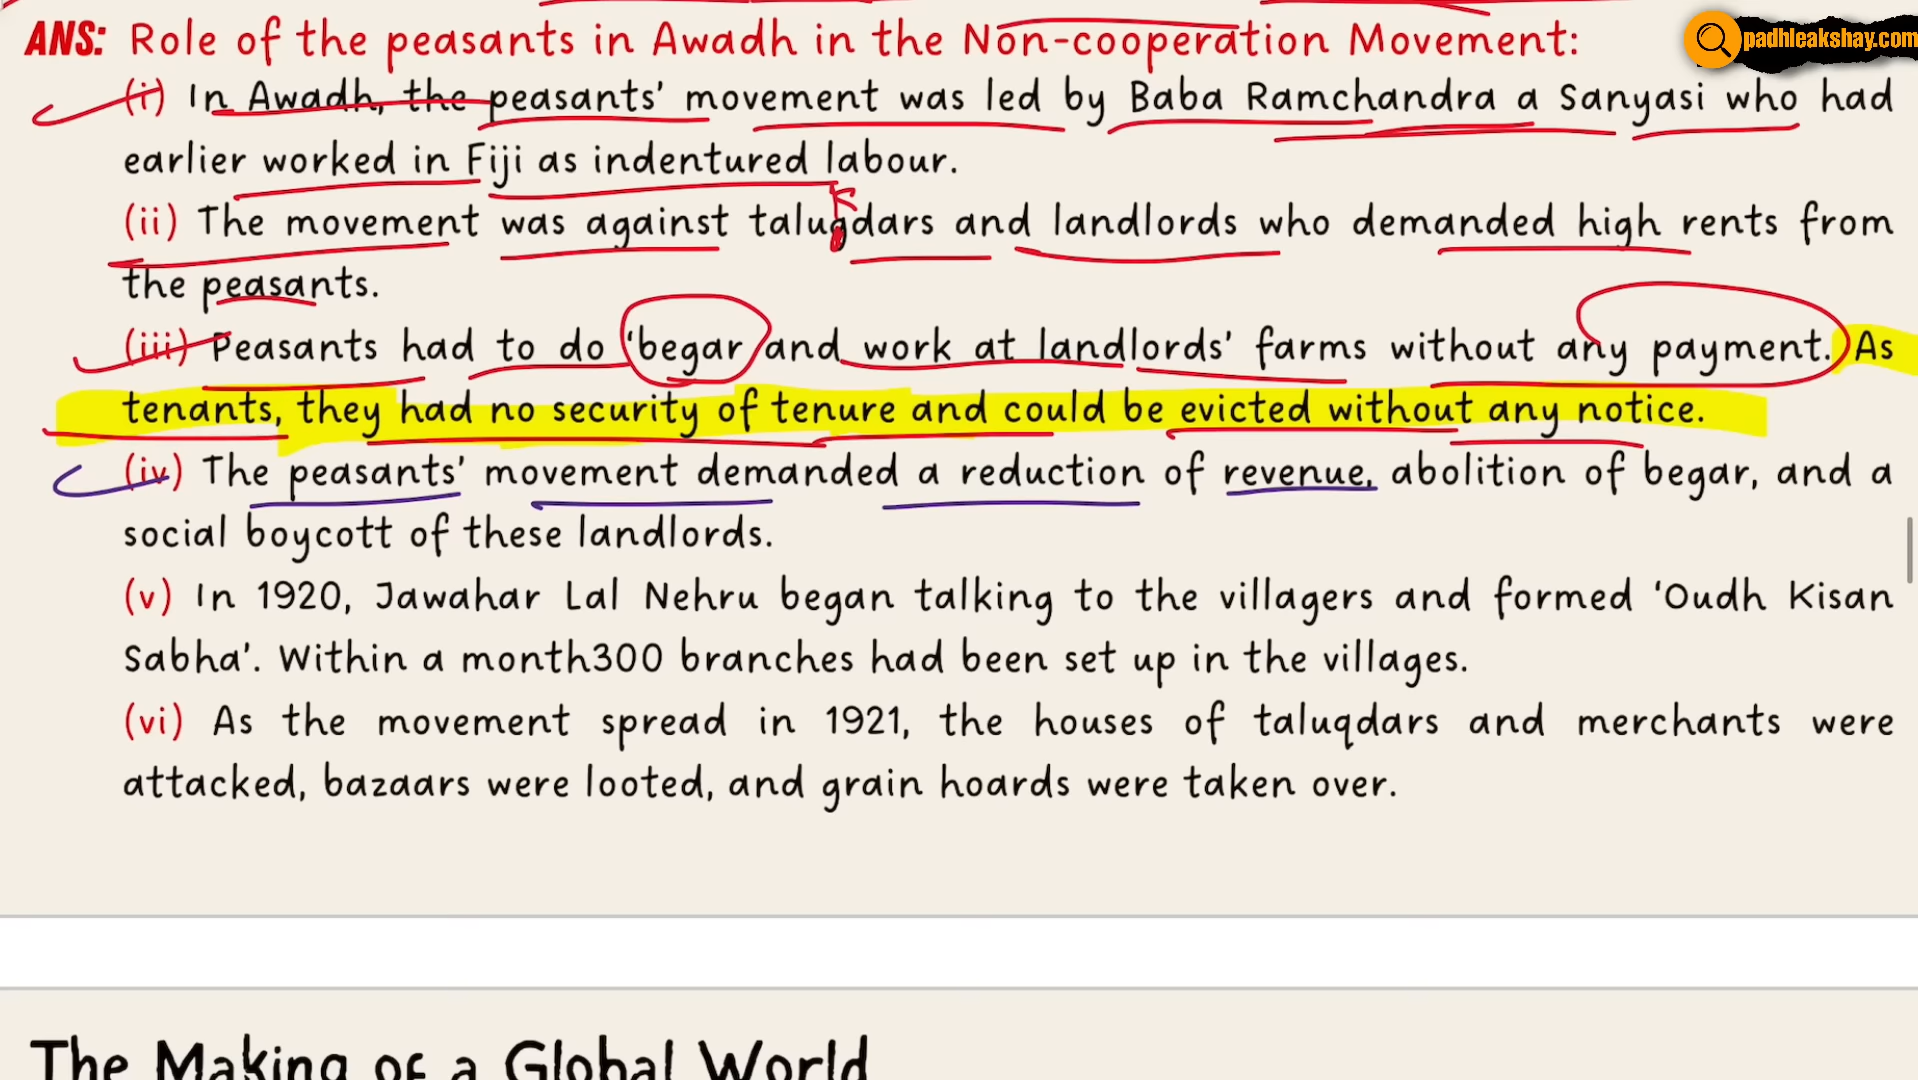 ANS: Role of the peasants in Awadh in the Non-cooperation Movement:
padhleakshay.com
(i) In Awadh, the peasants' movement was led by Baba Ramchandra a Sanyasi who had
earlier worked in Fiji as indentured labour.
(ii) The movement was against taluqdars and landlords who demanded high rents from
the peasants.
(iii) Peasants had to do 'begar and work at landlords' farms without any payment. As
tenants, they had no security of tenure and could be evicted without any notice.
(iv) The peasants' movement demanded a reduction of revenue, abolition of begar, and a
social boycott of these landlords.
(v) In 1920, Jawahar Lal Nehru began talking to the villagers and formed 'Oudh Kisan
Sabha'. Within a month300 branches had been set up in the villages.
(vi) As the movement spread in 1921, the houses of taluqdars and merchants were
attacked, bazaars were looted, and grain hoards were taken over.
The Making of a Global World